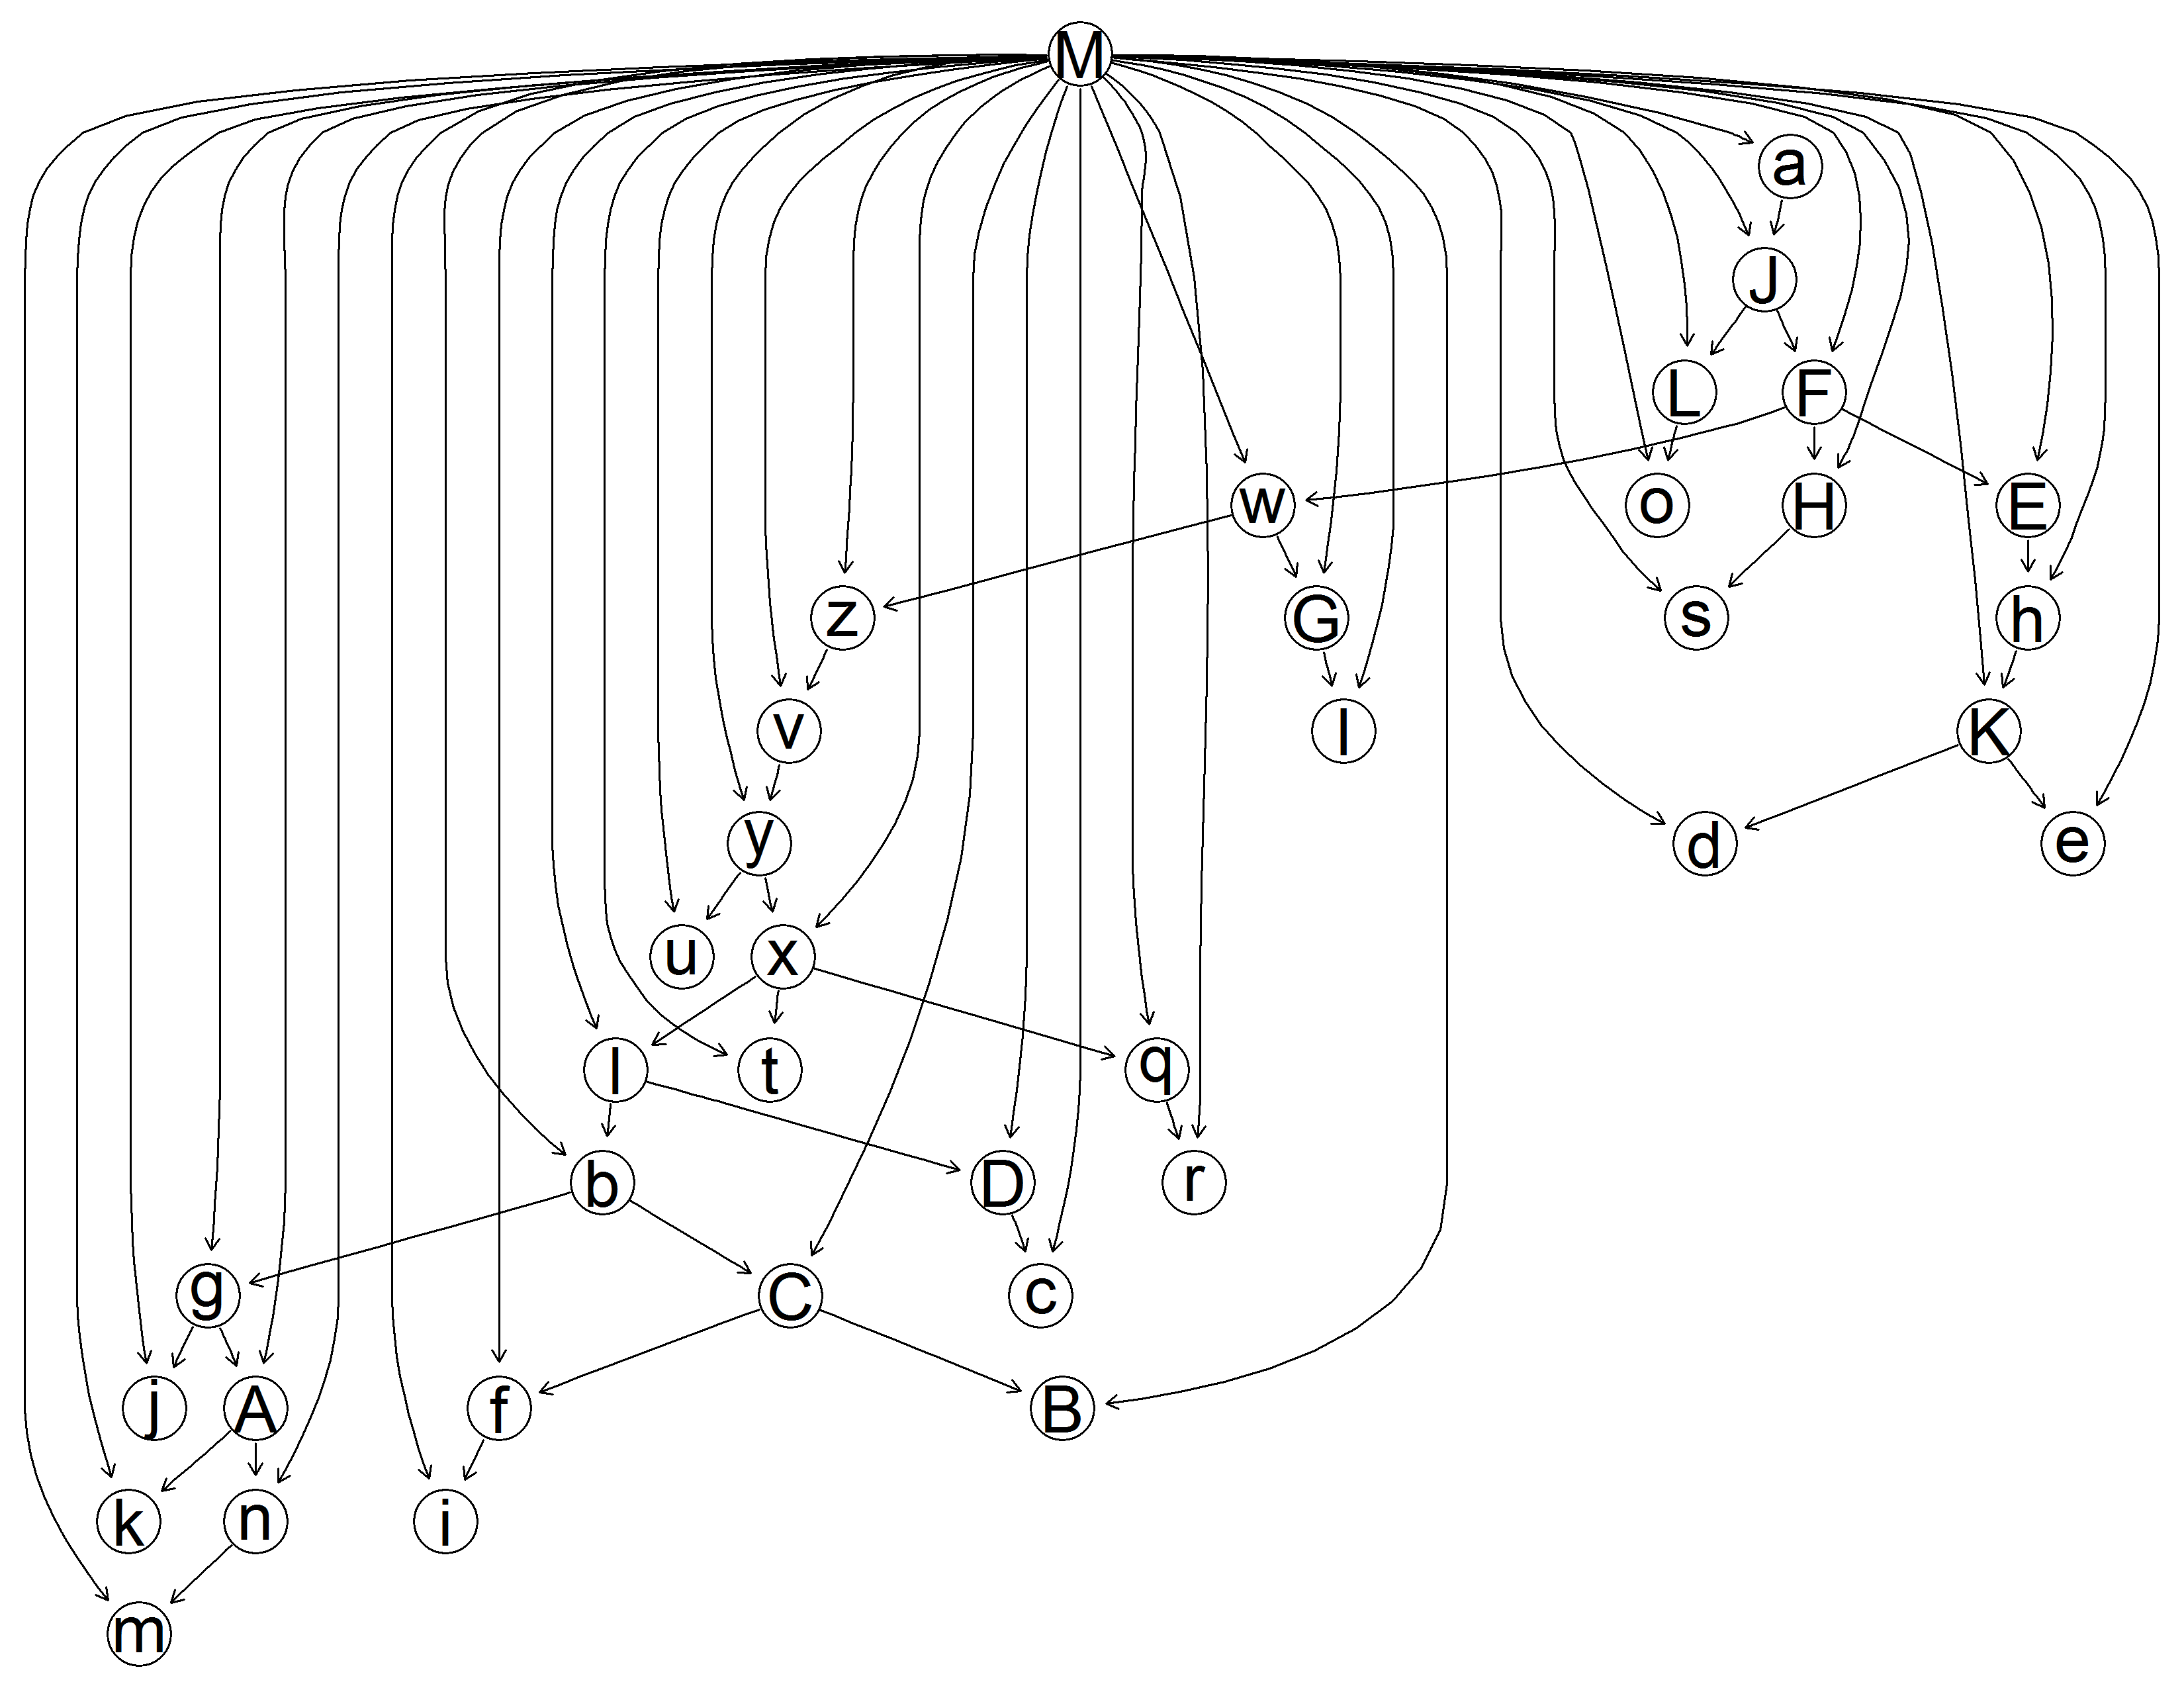 M
a
J
L F
w o H E
z G s h
v l K
y d e
u x
l t q
b D r
g C c
j A f B
k n i
m